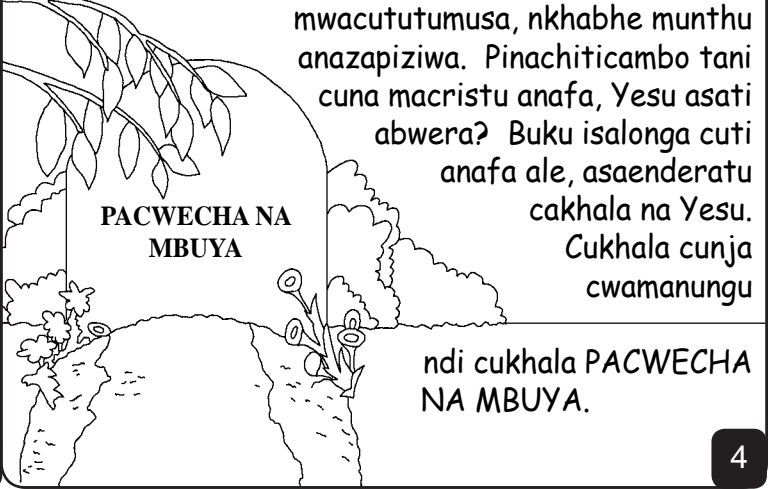 mwacututumusa, nkhabhe munthu
anazapiziwa. Pinachiticambo tani
cuna macristu anafa, Yesu asati
abwera? Buku isalonga cuti
anafa ale, asaenderatu
cakhala na Yesu.
Cukhala cunja
cwamanungu
ndi cukhala PACWECHA
NA MBUYA.
PACWECHA NA
MBUYA
4